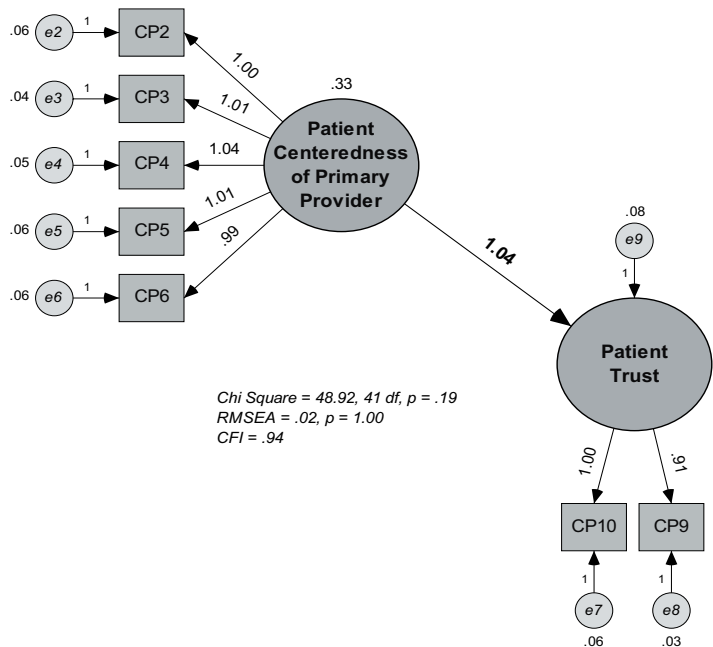 .06 e2 1 CP2
1.00
.04 e3 1 CP3
1.01
.33
Patient
Centeredness
of Primary
Provider
.05 e4 1 CP4
1.04
.06 e5 1 CP5
1.01
.06 e6 1 CP6
.99
1.04
.08
e9
1
Patient
Trust
Chi Square = 48.92, 41 df, p = .19
RMSEA = .02, p = 1.00
CFI = .94
1.00 .91
CP10 CP9
1 1
e7 e8
.06 .03